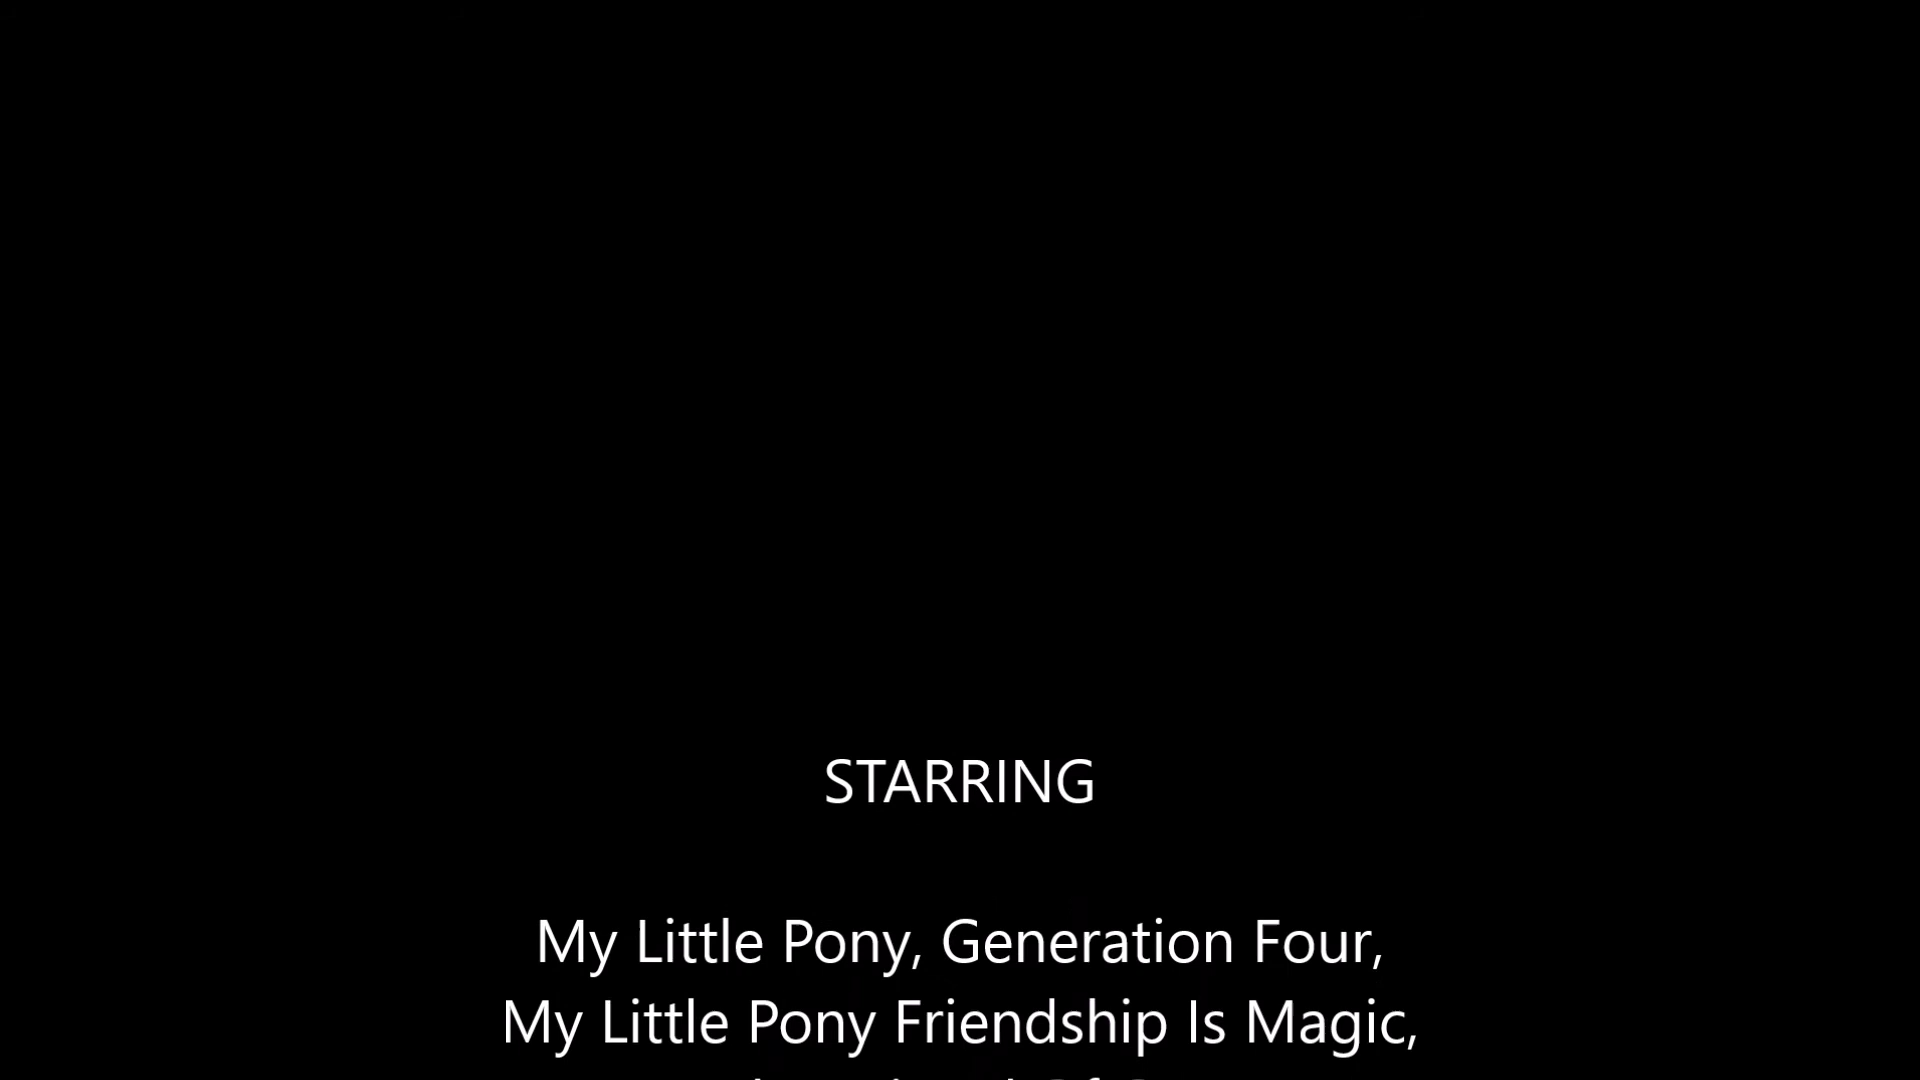 STARRING
My Little Pony, Generation Four,
My Little Pony Friendship Is Magic,